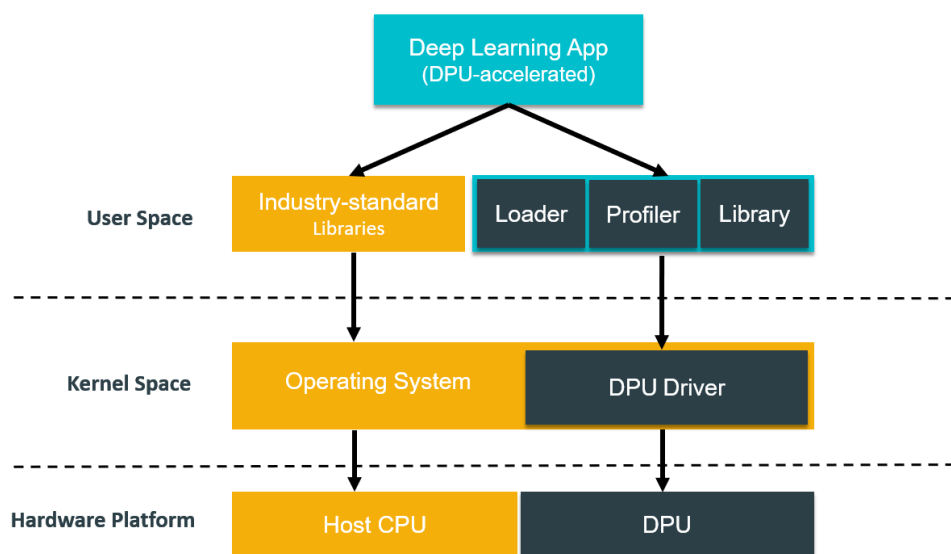 Deep Learning App
(DPU-accelerated)
User Space
Industry-standard
Libraries
Loader
Profiler
Library
Kernel Space
Operating System
DPU Driver
Hardware Platform
Host CPU
DPU